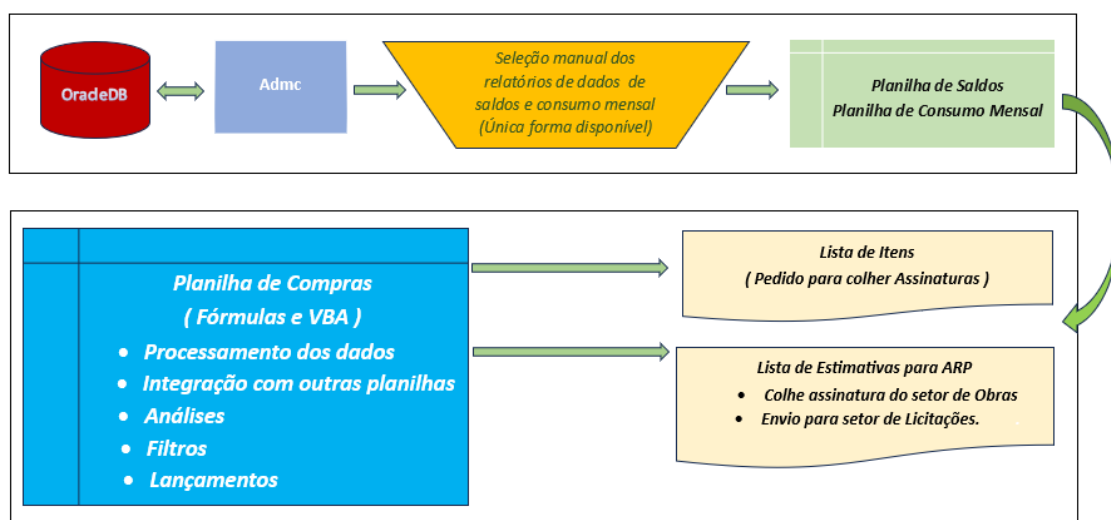 OracleDB
Admc
Seleção manual dos
relatórios de dados de
saldos e consumo mensal
(Única forma disponível)
Planilha de Saldos
Planilha de Consumo Mensal
Planilha de Compras
( Fórmulas e VBA )
• Processamento dos dados
• Integração com outras planilhas
• Análises
• Filtros
• Lançamentos
Lista de Itens
( Pedido para colher Assinaturas )
Lista de Estimativas para ARP
• Colhe assinatura do setor de Obras
• Envio para setor de Licitações.